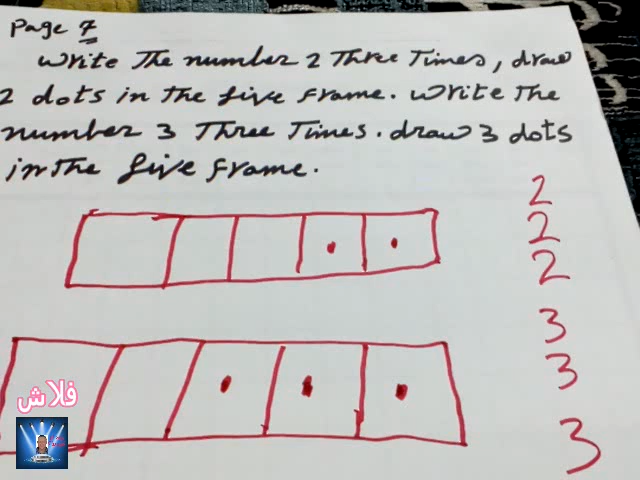 Page 7
write The number 2 Three Times, draw
2 dots in the five frame. write the
number 3 Three Times. draw 3 dots
in the five frame.
2
2
2
3
3
3
فلاش